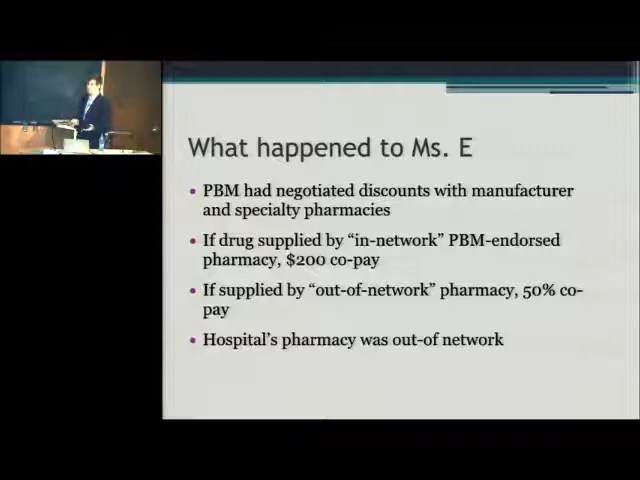 What happened to Ms. E
• PBM had negotiated discounts with manufacturer
and specialty pharmacies
• If drug supplied by “in-network” PBM-endorsed
pharmacy, $200 co-pay
• If supplied by “out-of-network” pharmacy, 50% co-
pay
• Hospital’s pharmacy was out-of network